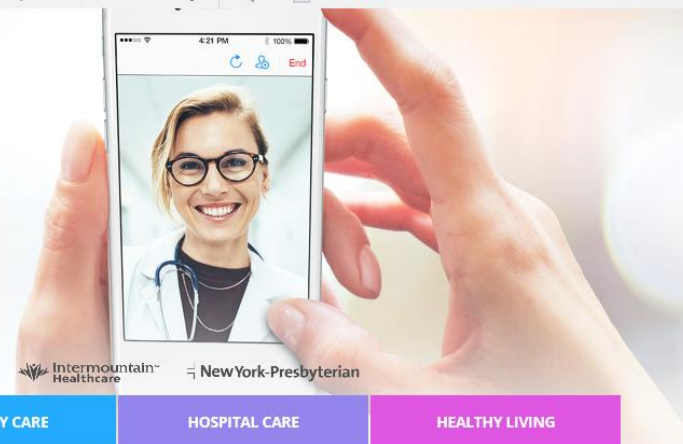 4:21 PM
100%
End
Intermountain
Healthcare
NewYork-Presbyterian
Y CARE
HOSPITAL CARE
HEALTHY LIVING